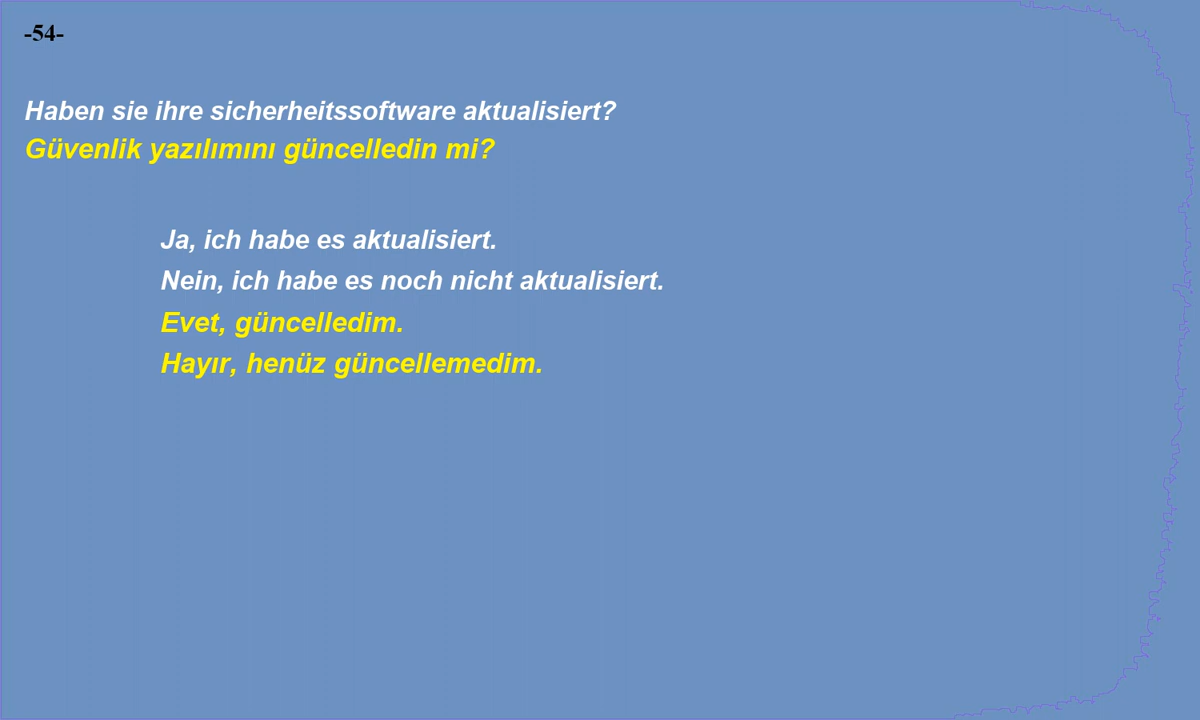 -54-
Haben sie ihre sicherheitssoftware aktualisiert?
Güvenlik yazılımını güncelledin mi?
Ja, ich habe es aktualisiert.
Nein, ich habe es noch nicht aktualisiert.
Evet, güncelledim.
Hayır, henüz güncellemedim.